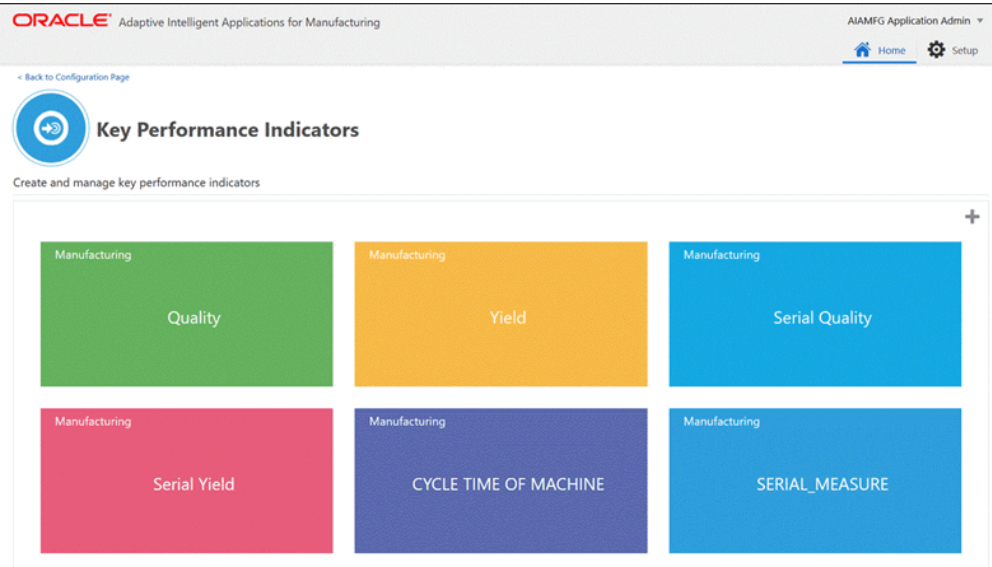 ORACLE® Adaptive Intelligent Applications for Manufacturing
AIAMFG Application Admin
Home
Setup
< Back to Configuration Page
Key Performance Indicators
Create and manage key performance indicators
Manufacturing
Quality
Manufacturing
Yield
Manufacturing
Serial Quality
Manufacturing
Serial Yield
Manufacturing
CYCLE TIME OF MACHINE
Manufacturing
SERIAL_MEASURE